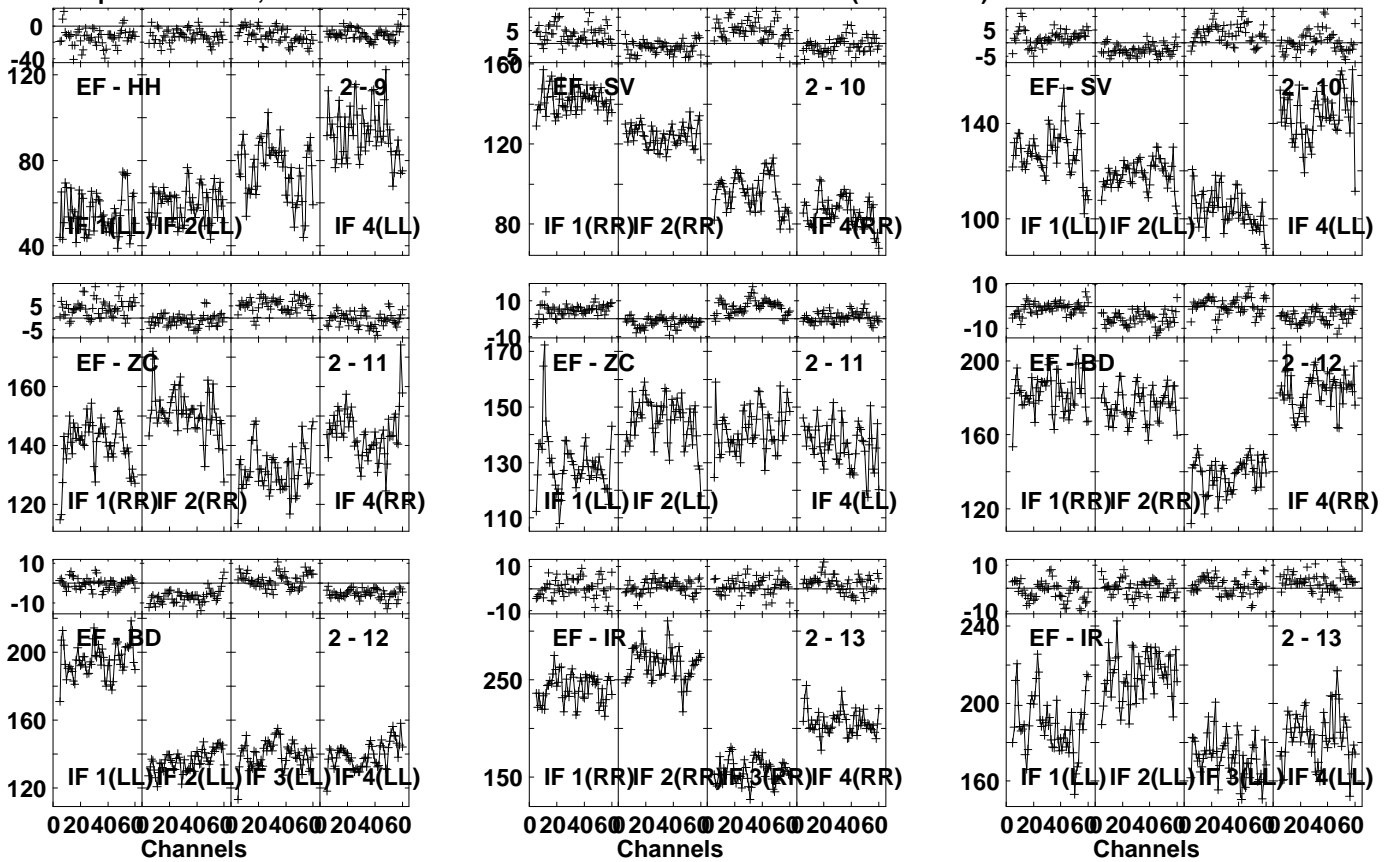 0
-40
120
80
40
EF - HH
2 - 9
IF 1(LL) IF 2(LL)
IF 4(LL)
5
-5
160
120
80
EF - SV
2 - 10
IF 1(RR) IF 2(RR)
IF 4(RR)
5
-5
140
100
EF - SV
2 - 10
IF 1(LL) IF 2(LL)
IF 4(LL)
5
-5
160
140
120
EF - ZC
2 - 11
IF 1(RR) IF 2(RR)
IF 4(RR)
10
-10
170
150
130
110
EF - ZC
2 - 11
IF 1(LL) IF 2(LL)
IF 4(LL)
10
-10
200
160
120
EF - BD
2 - 12
IF 1(RR) IF 2(RR)
IF 4(RR)
10
-10
200
160
120
EF - BD
2 - 12
IF 1(LL) IF 2(LL) IF 3(LL) IF 4(LL)
0 20 40 60 0 20 40 60 0 20 40 60 0 20 40 60
Channels
10
-10
250
150
EF - IR
2 - 13
IF 1(RR) IF 2(RR) IF 3(RR) IF 4(RR)
0 20 40 60 0 20 40 60 0 20 40 60 0 20 40 60
Channels
10
-10
240
200
160
EF - IR
2 - 13
IF 1(LL) IF 2(LL) IF 3(LL) IF 4(LL)
0 20 40 60 0 20 40 60 0 20 40 60 0 20 40 60
Channels